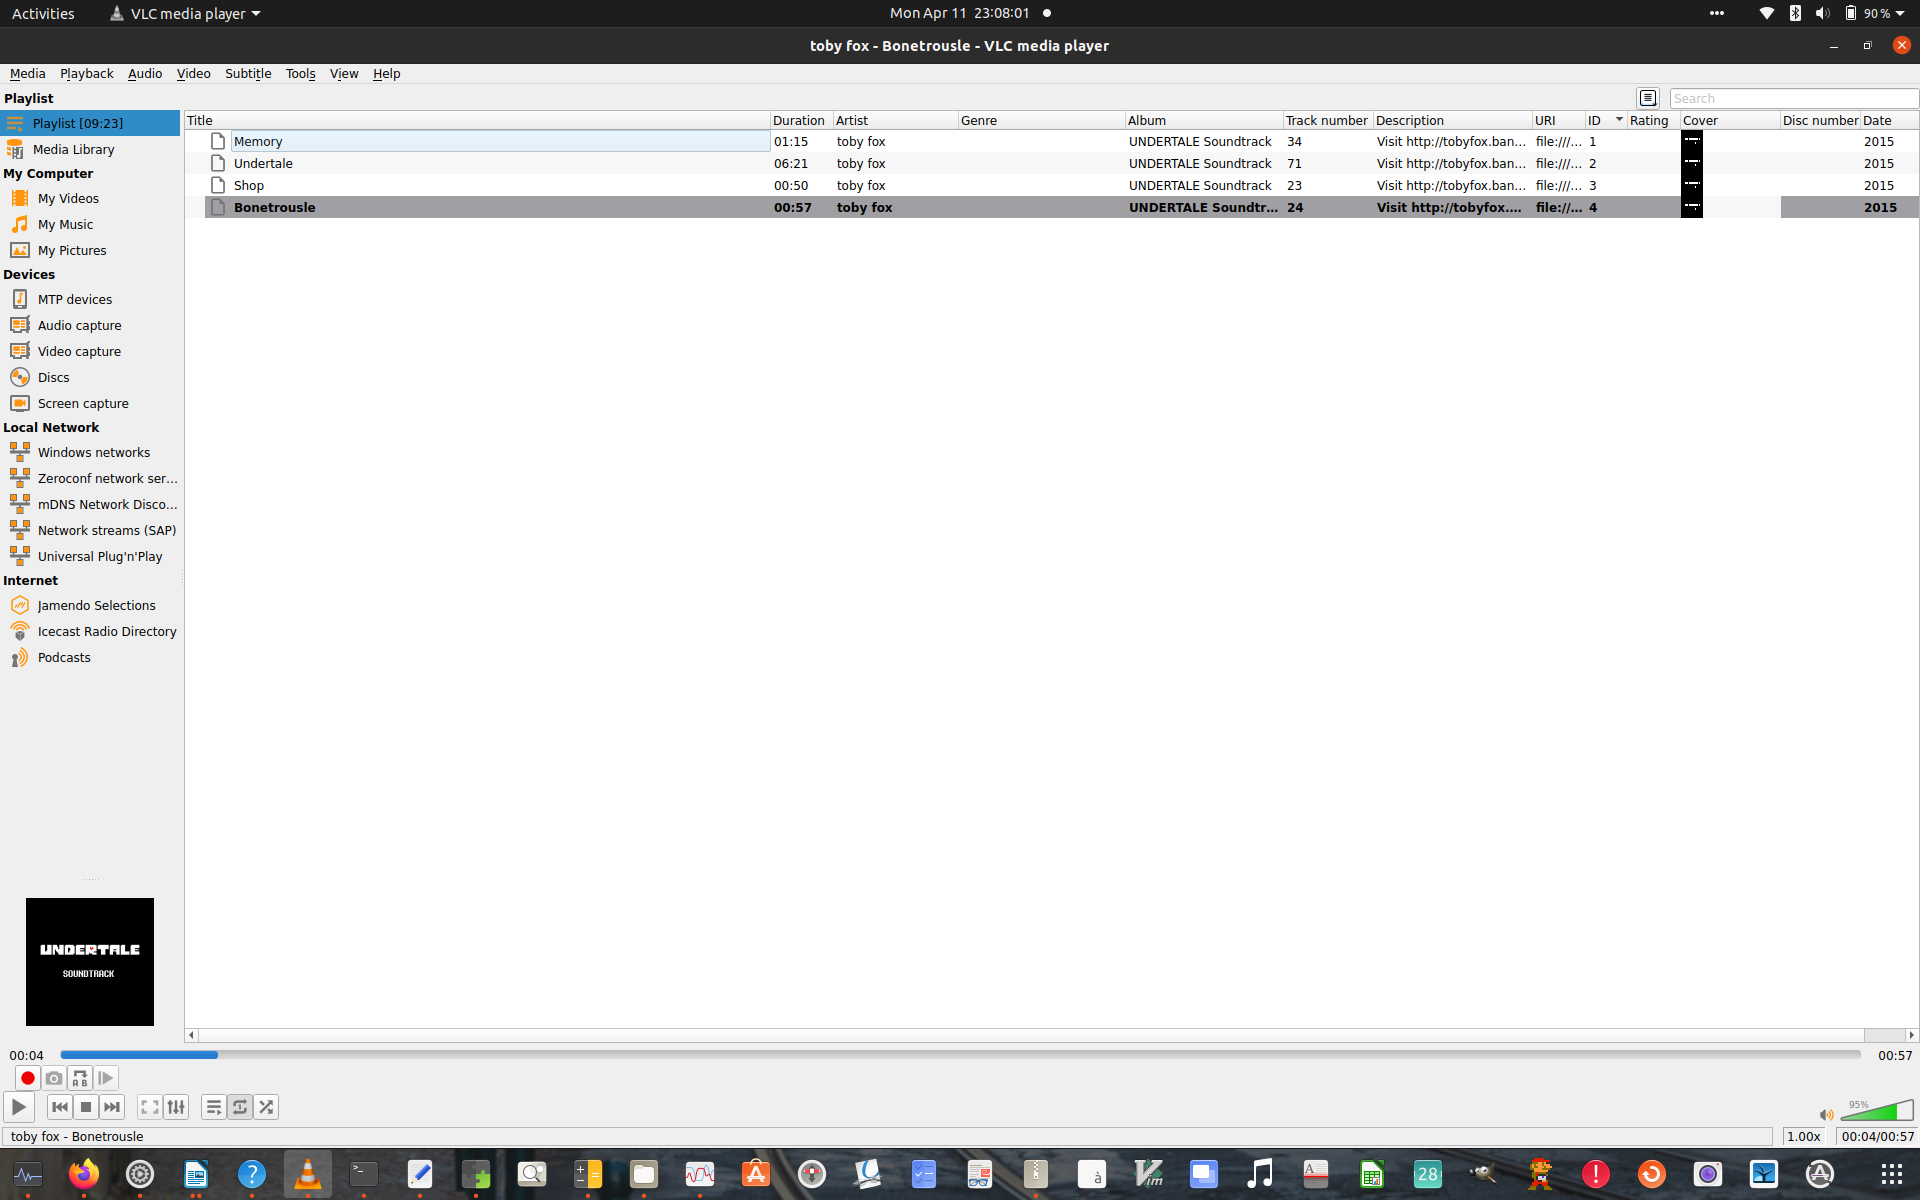 Activities VLC media player Mon Apr 11 23:08:01 90 %
toby fox - Bonetrousle - VLC media player
Media Playback Audio Video Subtitle Tools View Help
Playlist
Search
Playlist [09:23]
Media Library
My Computer
My Videos
My Music
My Pictures
Devices
MTP devices
Audio capture
Video capture
Discs
Screen capture
Local Network
Windows networks
Zeroconf network ser...
mDNS Network Disco...
Network streams (SAP)
Universal Plug'n'Play
Internet
Jamendo Selections
Icecast Radio Directory
Podcasts
Title Duration Artist Genre Album Track number Description URI ID Rating Cover Disc number Date
Memory 01:15 toby fox UNDERTALE Soundtrack 34 Visit http://tobyfox.ban... file:///... 1 2015
Undertale 06:21 toby fox UNDERTALE Soundtrack 71 Visit http://tobyfox.ban... file:///... 2 2015
Shop 00:50 toby fox UNDERTALE Soundtrack 23 Visit http://tobyfox.ban... file:///... 3 2015
Bonetrousle 00:57 toby fox UNDERTALE Soundtr... 24 Visit http://tobyfox.... file://... 4 2015
UNDERTALE
SOUNDTRACK
00:04 00:57
A B
95%
toby fox - Bonetrousle 1.00x 00:04/00:57
à
Vim
A
28